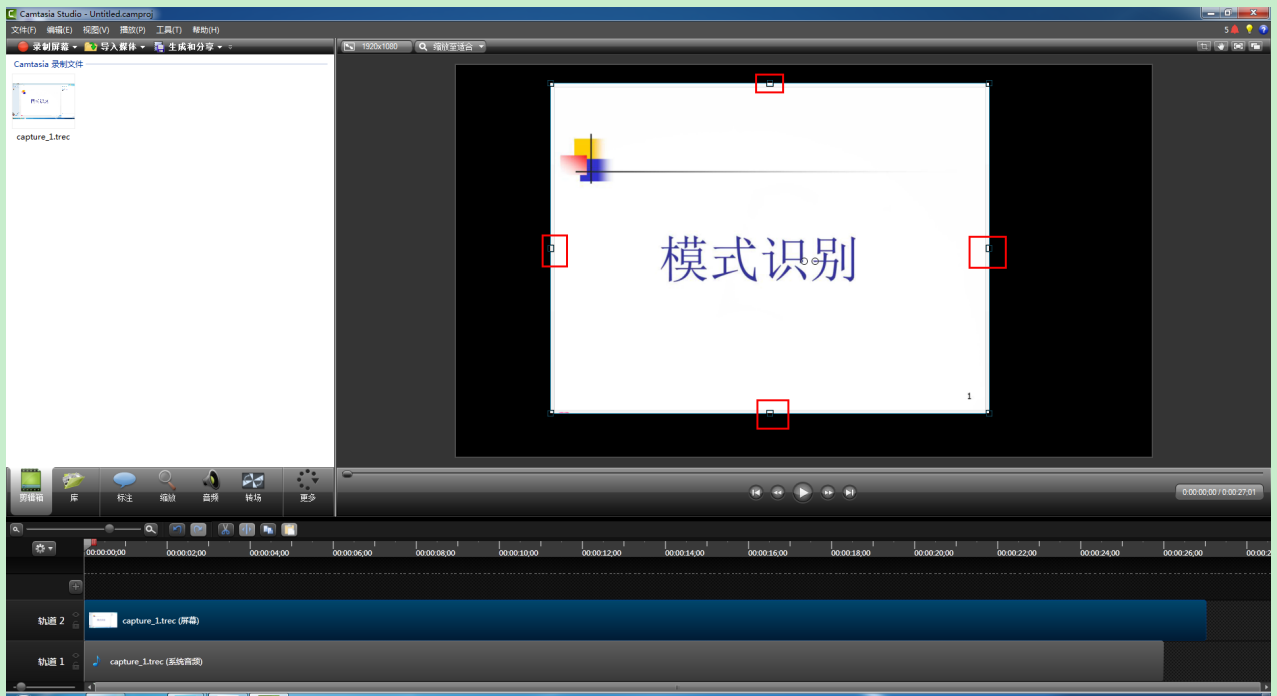 Camtasia Studio - Untitled.camproj
文件(F) 编辑(E) 视图(V) 播放(P) 工具(T) 帮助(H)
5
录制屏幕 导入媒体 生成和分享
1920x1080 缩放至适合
Camtasia 录制文件
capture_1.trec
模式识别
1
剪辑箱 库 标注 缩放 音频 转场 更多
0:00:00;00 / 0:00:27;01
00:00:00;00 00:00:02;00 00:00:04;00 00:00:06;00 00:00:08;00 00:00:10;00 00:00:12;00 00:00:14;00 00:00:16;00 00:00:18;00 00:00:20;00 00:00:22;00 00:00:24;00 00:00:26;00
轨道 2 capture_1.trec (屏幕)
轨道 1 capture_1.trec (系统音频)